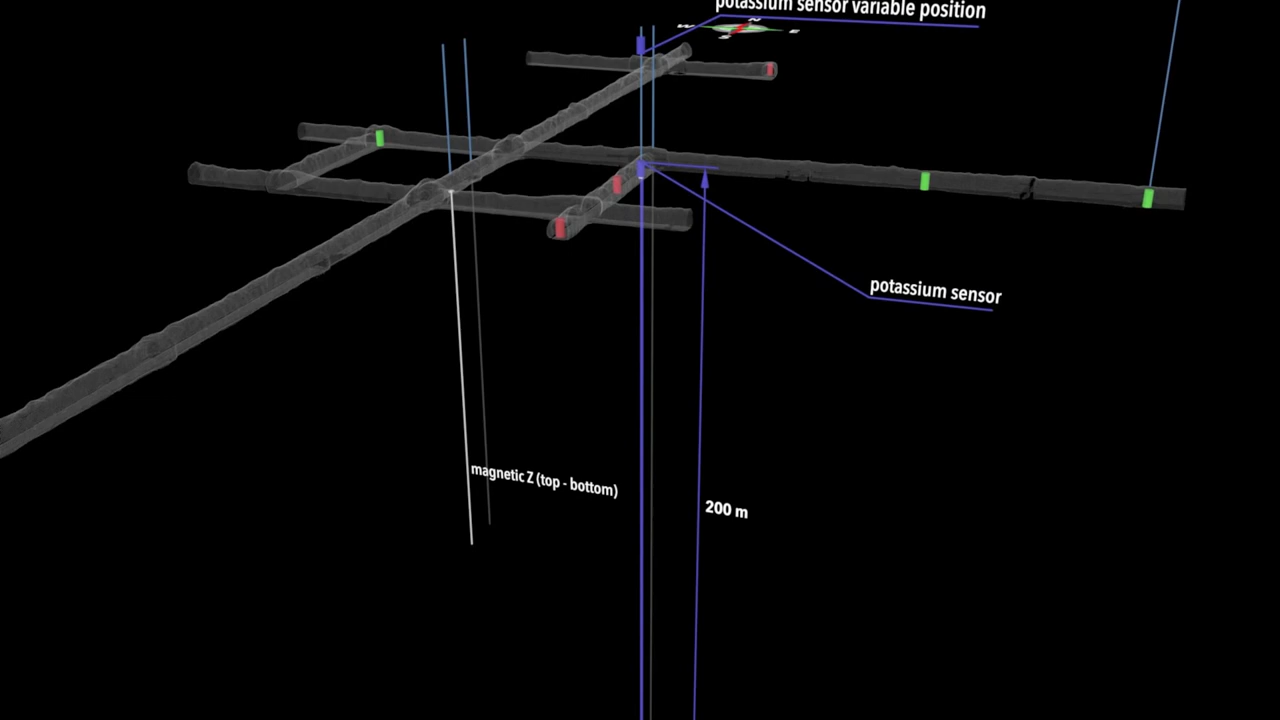 potassium sensor variable position
N
W
E
S
potassium sensor
magnetic Z (top - bottom)
200 m